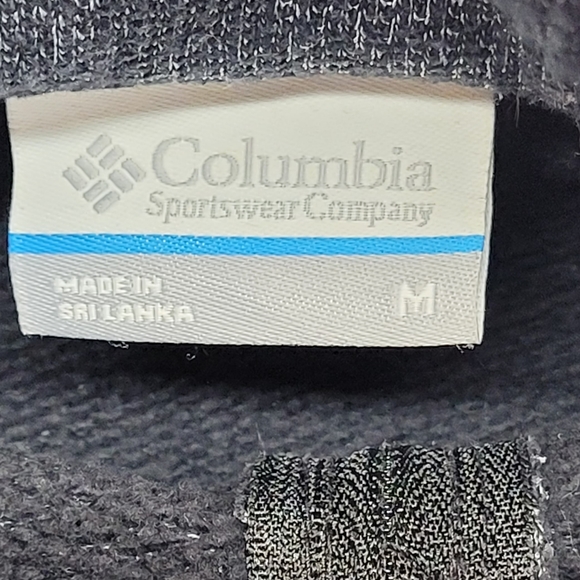 Columbia
Sportswear Company
MADE IN
SRI LANKA
M